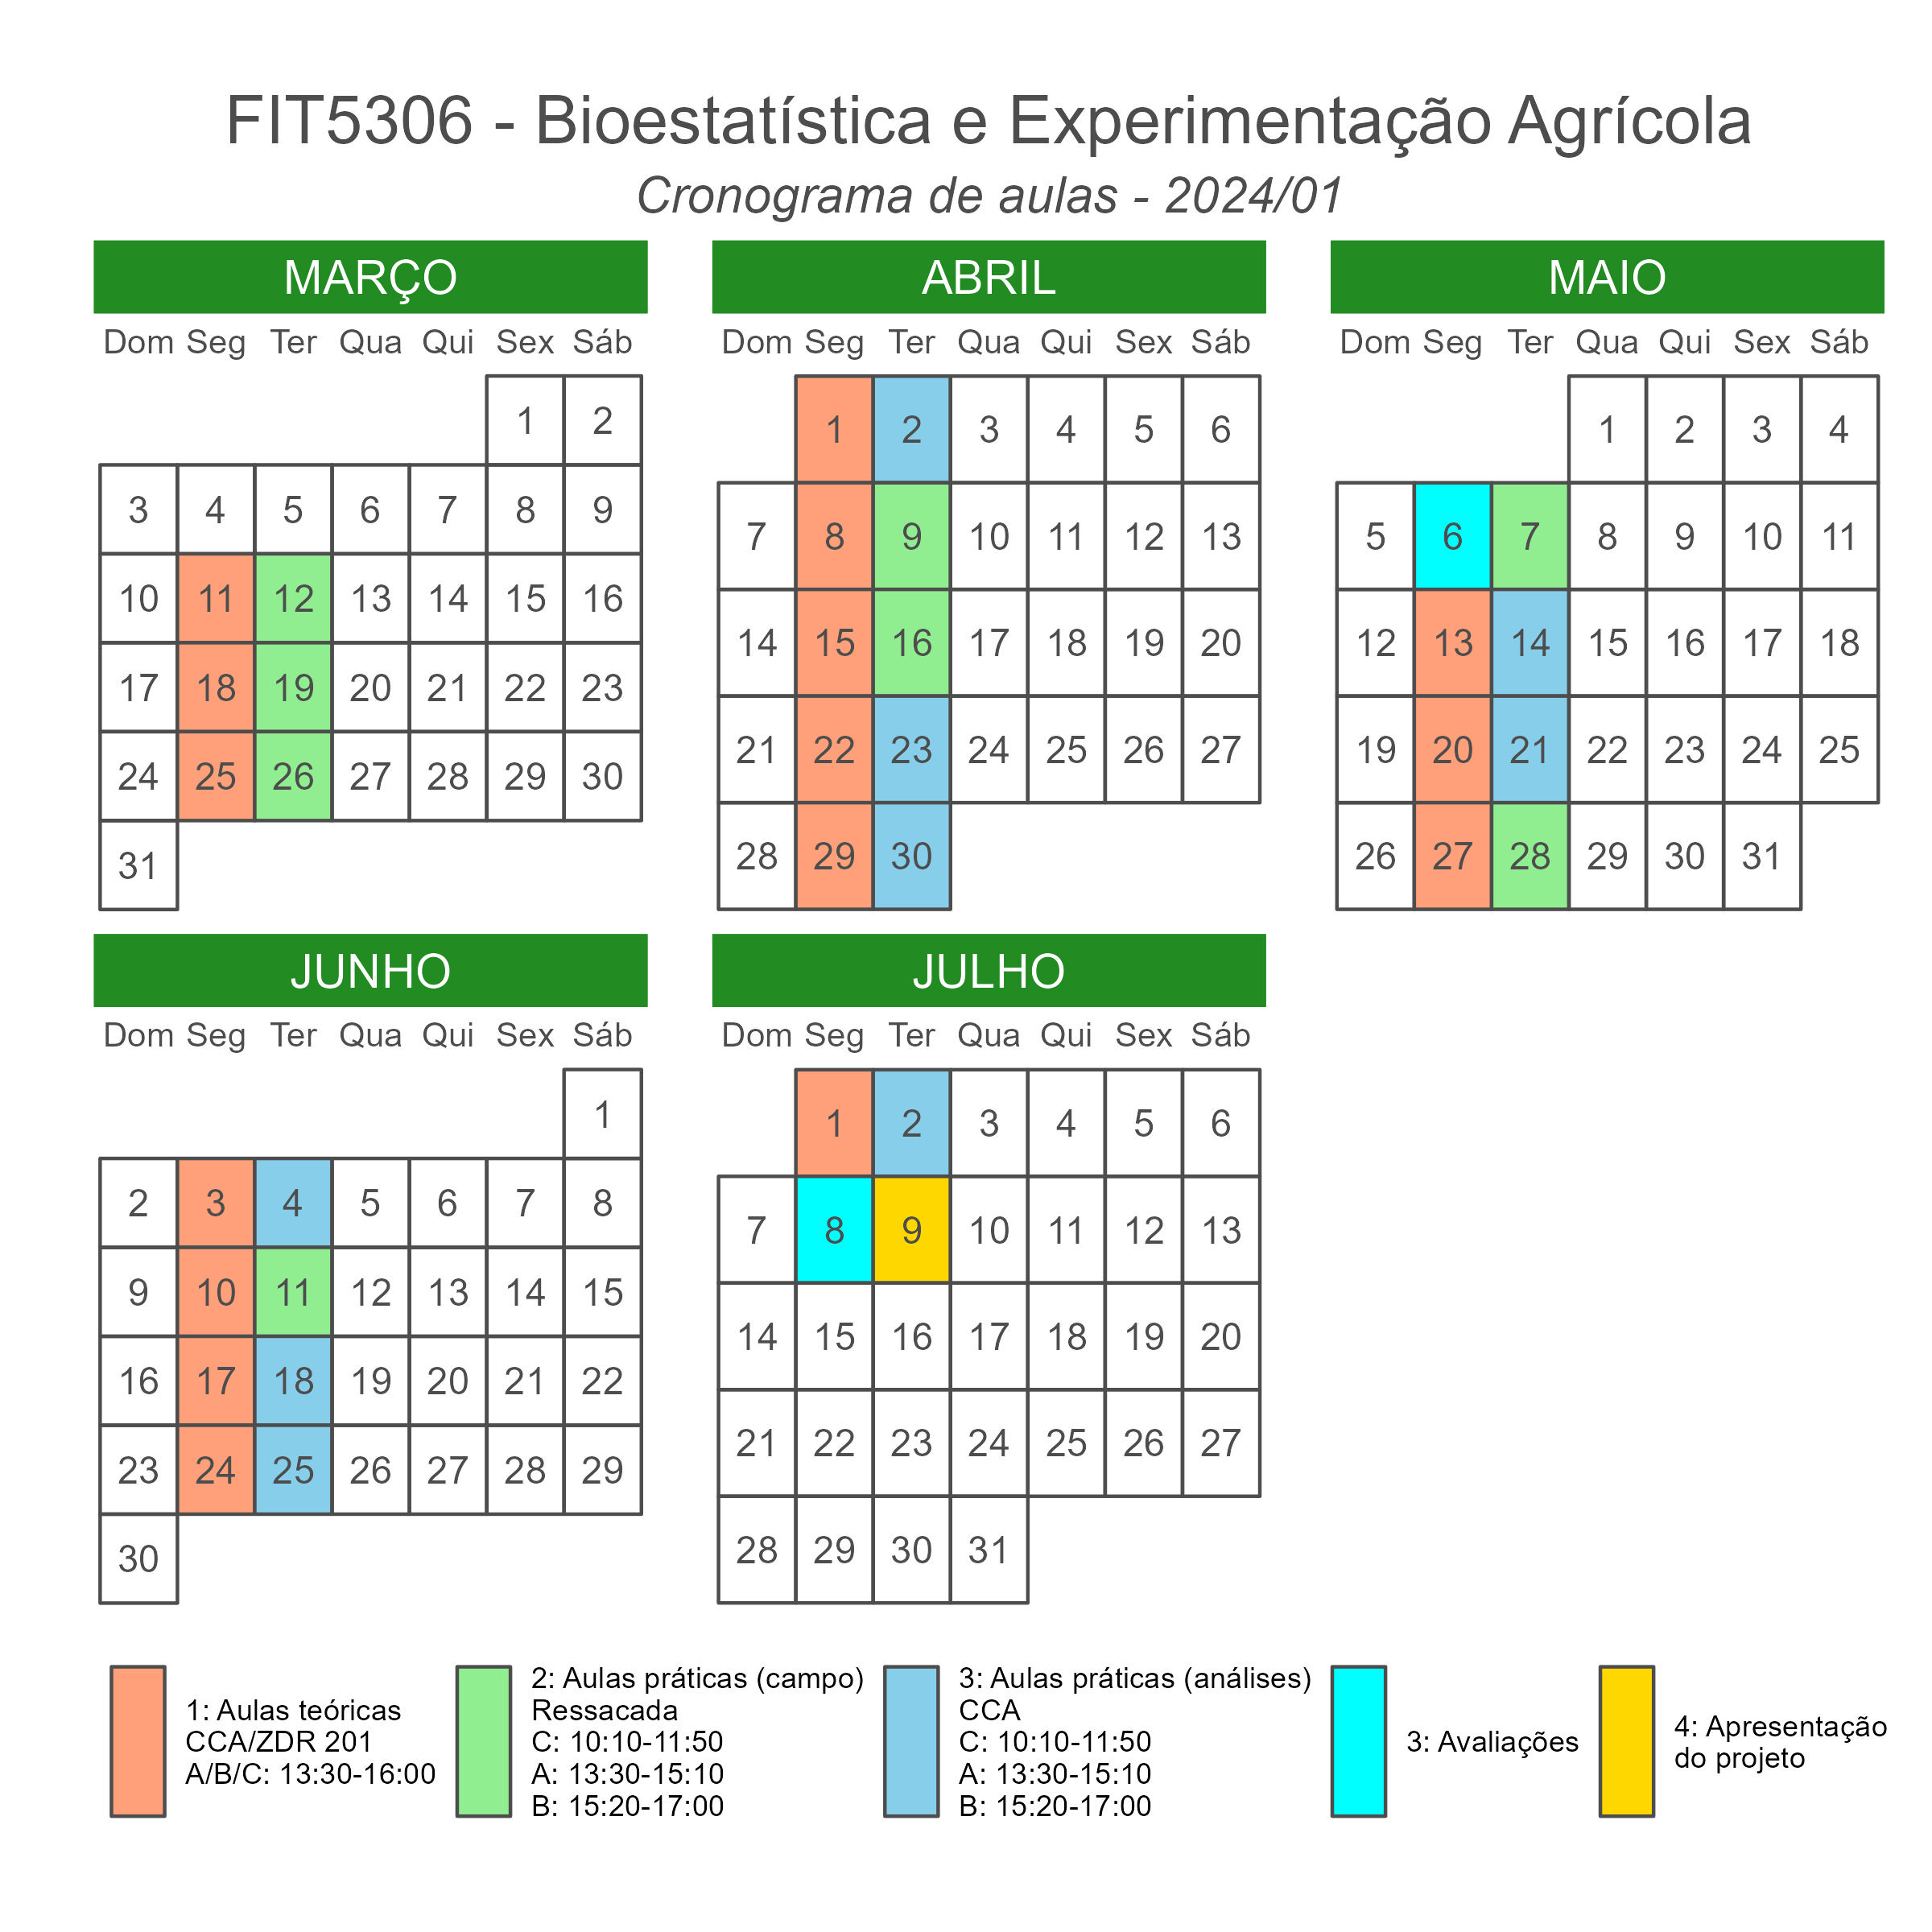 FIT5306 - Bioestatística e Experimentação Agrícola
Cronograma de aulas - 2024/01
MARÇO
Dom Seg Ter Qua Qui Sex Sáb
1 2
3 4 5 6 7 8 9
10 11 12 13 14 15 16
17 18 19 20 21 22 23
24 25 26 27 28 29 30
31
ABRIL
Dom Seg Ter Qua Qui Sex Sáb
1 2 3 4 5 6
7 8 9 10 11 12 13
14 15 16 17 18 19 20
21 22 23 24 25 26 27
28 29 30
MAIO
Dom Seg Ter Qua Qui Sex Sáb
1 2 3 4
5 6 7 8 9 10 11
12 13 14 15 16 17 18
19 20 21 22 23 24 25
26 27 28 29 30 31
JUNHO
Dom Seg Ter Qua Qui Sex Sáb
1
2 3 4 5 6 7 8
9 10 11 12 13 14 15
16 17 18 19 20 21 22
23 24 25 26 27 28 29
30
JULHO
Dom Seg Ter Qua Qui Sex Sáb
1 2 3 4 5 6
7 8 9 10 11 12 13
14 15 16 17 18 19 20
21 22 23 24 25 26 27
28 29 30 31
1: Aulas teóricas
CCA/ZDR 201
A/B/C: 13:30-16:00
2: Aulas práticas (campo)
Ressacada
C: 10:10-11:50
A: 13:30-15:10
B: 15:20-17:00
3: Aulas práticas (análises)
CCA
C: 10:10-11:50
A: 13:30-15:10
B: 15:20-17:00
3: Avaliações
4: Apresentação
do projeto